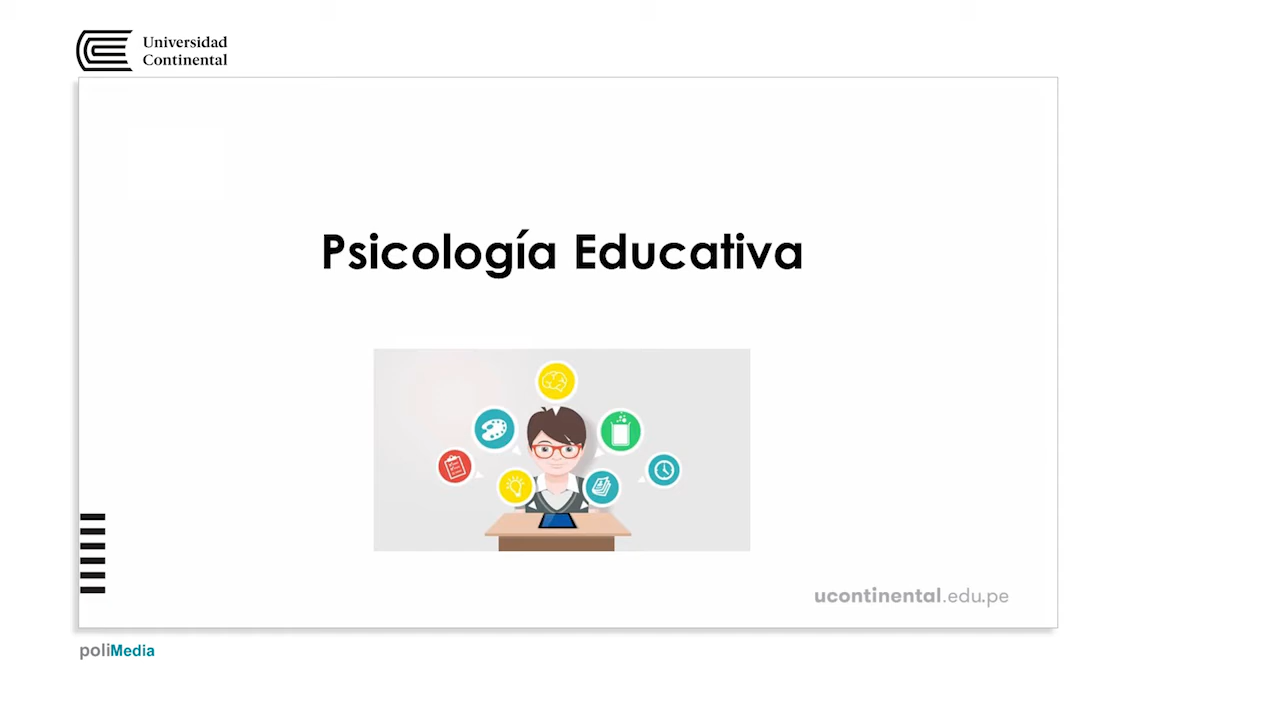 Universidad
Continental
Psicología Educativa
ucontinental.edu.pe
poliMedia